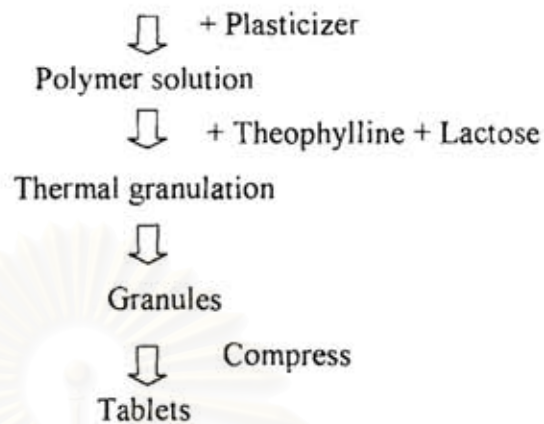 + Plasticizer
Polymer solution
+ Theophylline + Lactose
Thermal granulation
Granules
Compress
Tablets